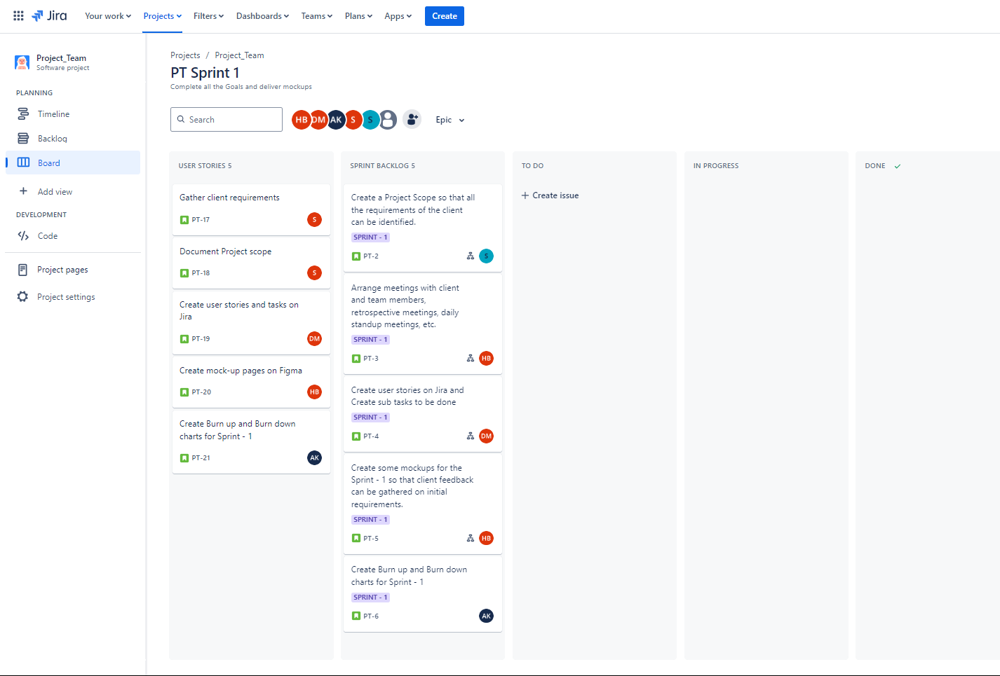 Jira
Your work
Projects
Filters
Dashboards
Teams
Plans
Apps
Create
Project_Team
Software project
PLANNING
Timeline
Backlog
Board
Add view
DEVELOPMENT
Code
Project pages
Project settings
Projects / Project_Team
PT Sprint 1
Complete all the Goals and deliver mockups
Search
HB DM AK S S
Epic
USER STORIES 5
Gather client requirements
PT-17
S
Document Project scope
PT-18
S
Create user stories and tasks on
Jira
PT-19
DM
Create mock-up pages on Figma
PT-20
HB
Create Burn up and Burn down
charts for Sprint - 1
PT-21
AK
SPRINT BACKLOG 5
Create a Project Scope so that all
the requirements of the client
can be identified.
SPRINT - 1
PT-2
S
Arrange meetings with client
and team members,
retrospective meetings, daily
standup meetings, etc.
SPRINT - 1
PT-3
HB
Create user stories on Jira and
Create sub tasks to be done
SPRINT - 1
PT-4
DM
Create some mockups for the
Sprint - 1 so that client feedback
can be gathered on initial
requirements.
SPRINT - 1
PT-5
HB
Create Burn up and Burn down
charts for Sprint - 1
SPRINT - 1
PT-6
AK
TO DO
+ Create issue
IN PROGRESS
DONE